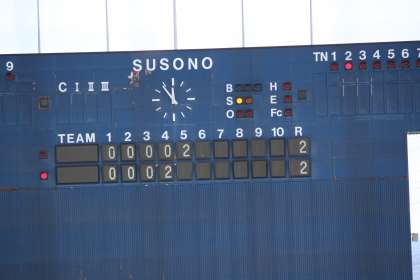 SUSONO
9
TN 1 2 3 4 5 6
C Ⅰ Ⅱ Ⅲ
B H
S E
O Fc
TEAM 1 2 3 4 5 6 7 8 9 10 R
0 0 0 0 2 2
0 0 0 2 2